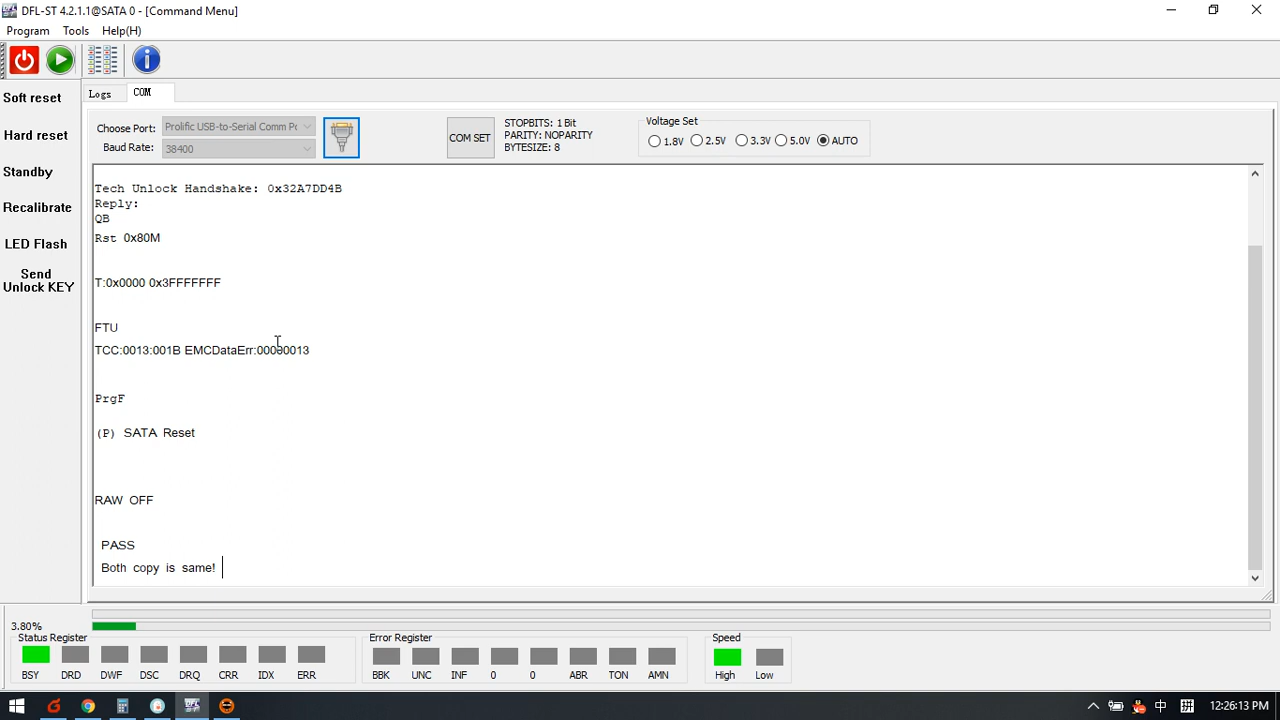 DFL-ST 4.2.1.1@SATA 0 - [Command Menu]
Program Tools Help(H)
Soft reset
Hard reset
Standby
Recalibrate
LED Flash
Send
Unlock KEY
Logs COM
Choose Port: Prolific USB-to-Serial Comm Po
Baud Rate: 38400
COM SET
STOPBITS: 1 Bit
PARITY: NOPARITY
BYTESIZE: 8
Voltage Set
1.8V 2.5V 3.3V 5.0V AUTO
Tech Unlock Handshake: 0x32A7DD4B
Reply:
QB
Rst 0x80M
T:0x0000 0x3FFFFFFF
FTU
TCC:0013:001B EMCDataErr:00000013
PrgF
(P) SATA Reset
RAW OFF
PASS
Both copy is same!
3.80%
Status Register
BSY DRD DWF DSC DRQ CRR IDX ERR
Error Register
BBK UNC INF 0 0 ABR TON AMN
Speed
High Low
中 拼 12:26:13 PM